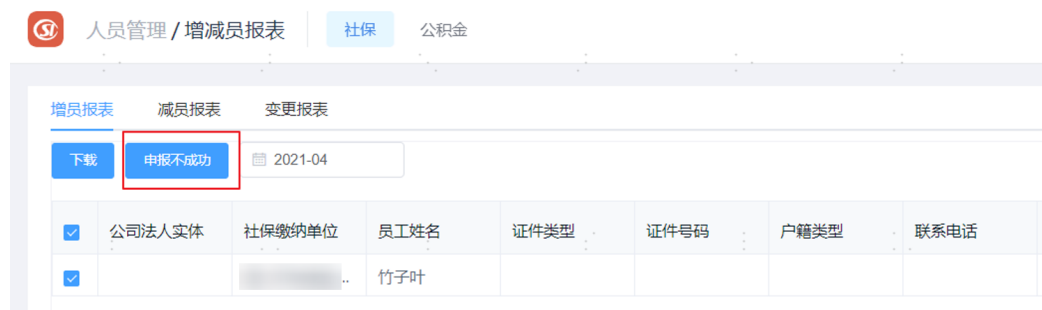 人员管理 / 增减员报表 社保 公积金
增员报表 减员报表 变更报表
下载 申报不成功 2021-04
公司法人实体 社保缴纳单位 员工姓名 证件类型 证件号码 户籍类型 联系电话
.. 竹子叶